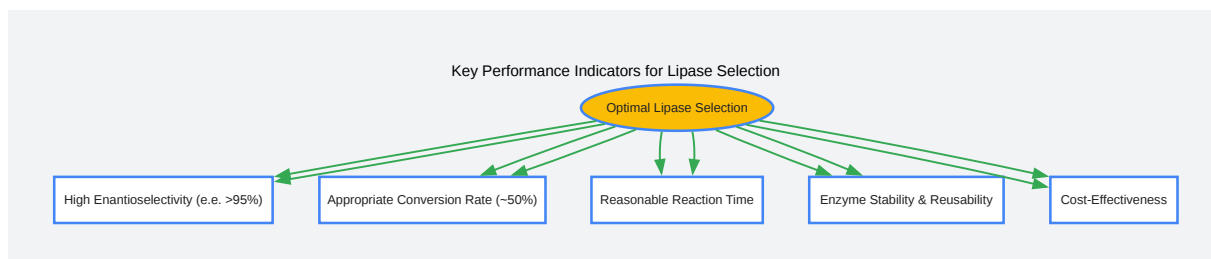 Key Performance Indicators for Lipase Selection
Optimal Lipase Selection
High Enantioselectivity (e.e. >95%)
Appropriate Conversion Rate (~50%)
Reasonable Reaction Time
Enzyme Stability & Reusability
Cost-Effectiveness